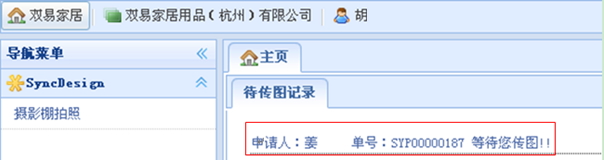 双易家居 双易家居用品(杭州)有限公司 胡
导航菜单
主页
SyncDesign
待传图记录
摄影棚拍照
申请人:姜 单号:SYP00000187 等待您传图!!